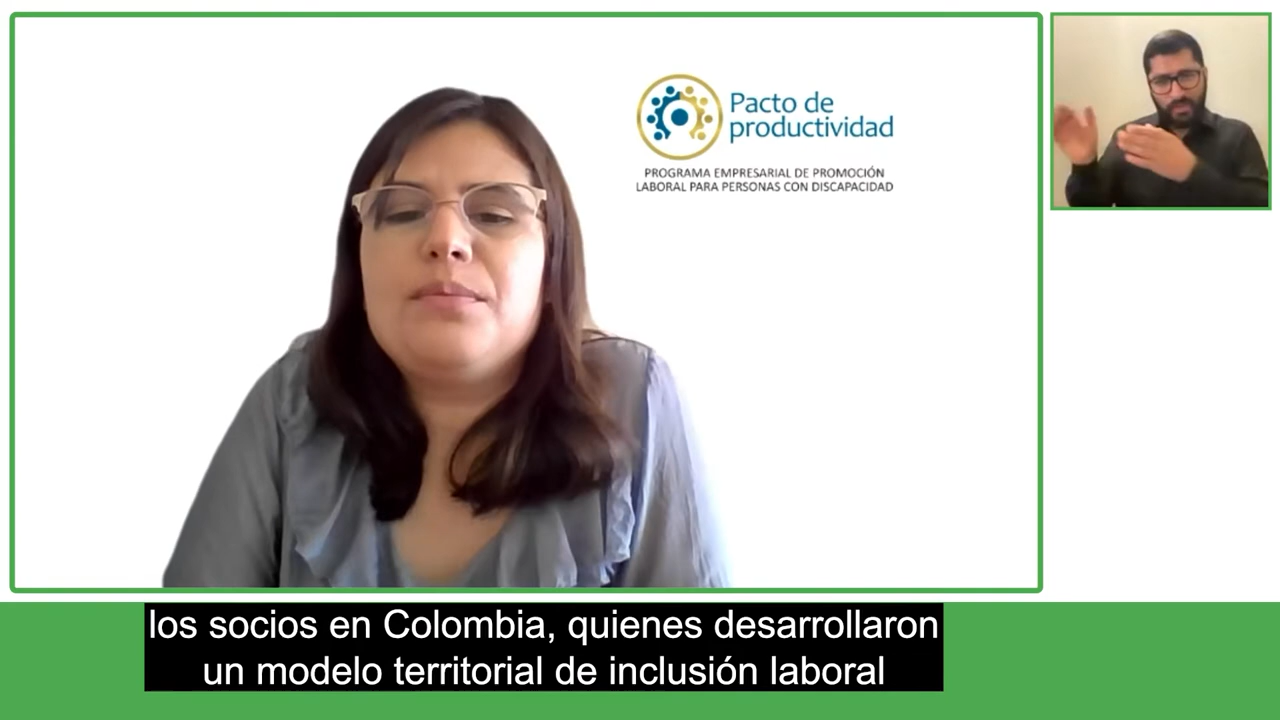 Pacto de
productividad
PROGRAMA EMPRESARIAL DE PROMOCIÓN
LABORAL PARA PERSONAS CON DISCAPACIDAD
los socios en Colombia, quienes desarrollaron
un modelo territorial de inclusión laboral